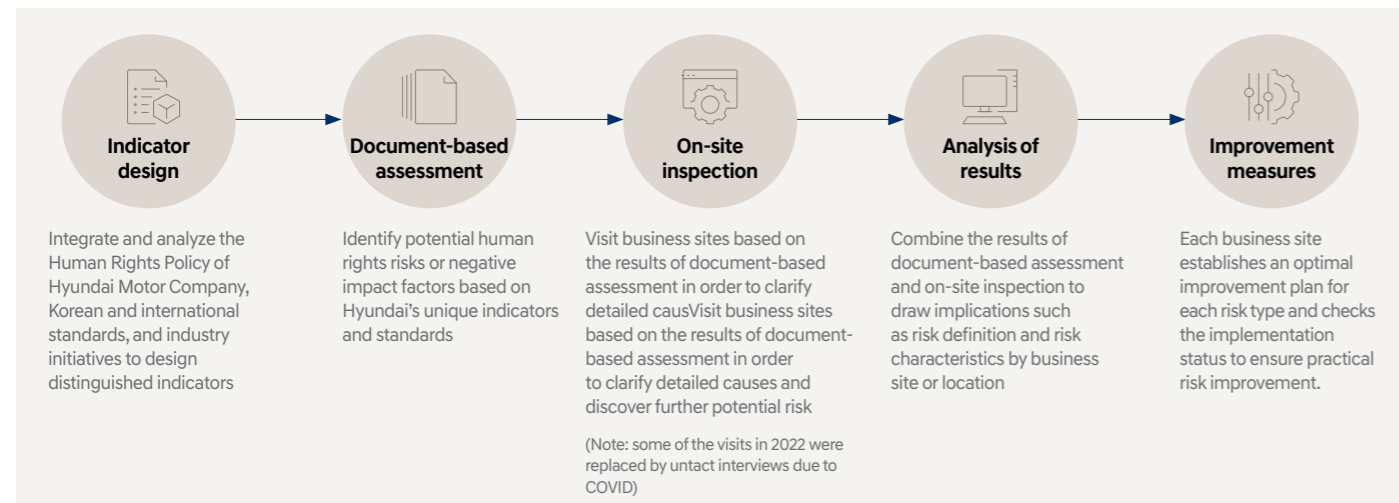 Indicator
design
Integrate and analyze the
Human Rights Policy of
Hyundai Motor Company,
Korean and international
standards, and industry
initiatives to design
distinguished indicators
Document-based
assessment
Identify potential human
rights risks or negative
impact factors based on
Hyundai's unique indicators
and standards
On-site
inspection
Visit business sites based on
the results of document-based
assessment in order to clarify
detailed causVisit business sites
based on the results of document-
based assessment in order
to clarify detailed causes and
discover further potential risk
(Note: some of the visits in 2022 were
replaced by untact interviews due to
COVID)
Analysis of
results
Combine the results of
document-based assessment
and on-site inspection to
draw implications such
as risk definition and risk
characteristics by business
site or location
Improvement
measures
Each business site
establishes an optimal
improvement plan for
each risk type and checks
the implementation
status to ensure practical
risk improvement.